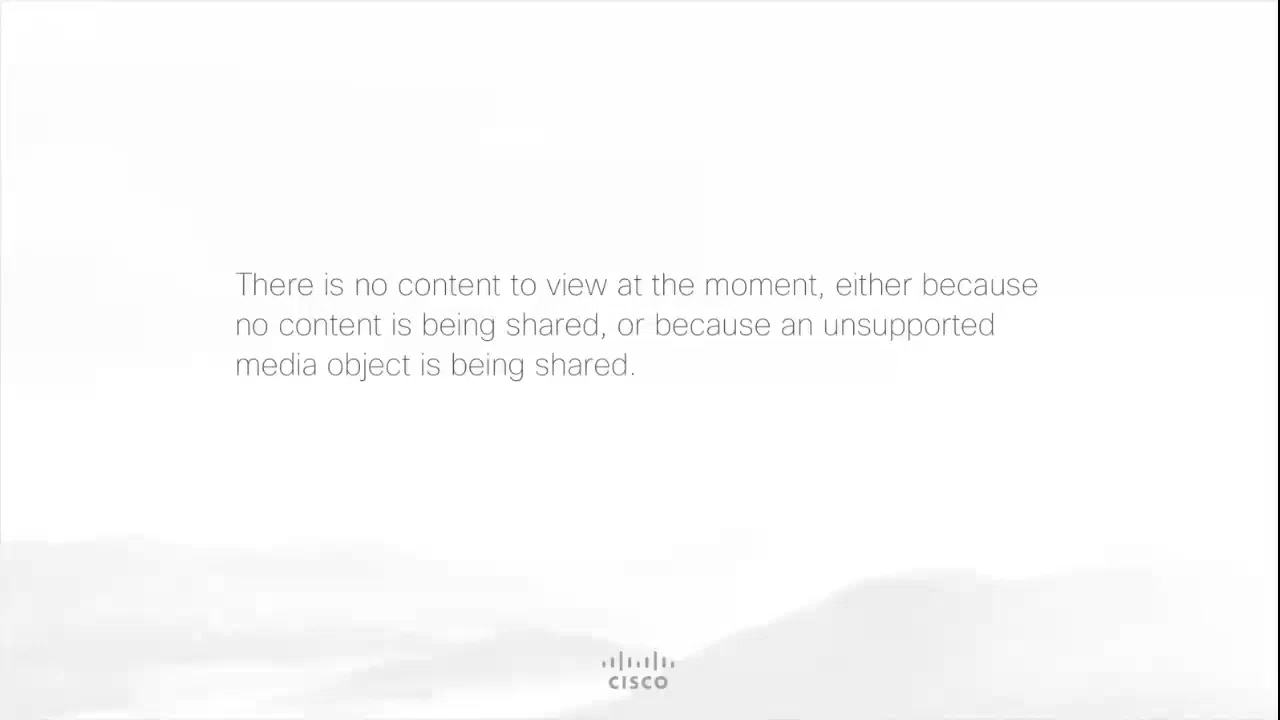 There is no content to view at the moment, either because
no content is being shared, or because an unsupported
media object is being shared.
CISCO